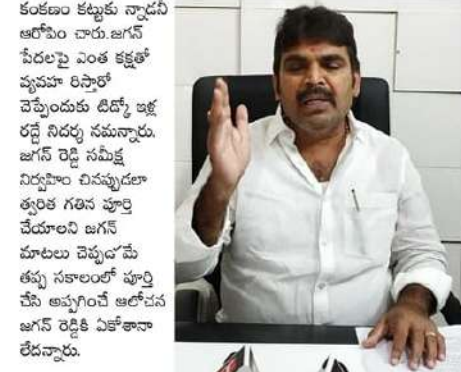 కంకణం కట్టుకు న్నాడనీ
ఆరోపిం చారు.జగన్
పేదలపై ఎంత కక్షతో
వ్యవహ రిస్తారో
చెప్పేందుకు టిడ్కో ఇళ్ల
రద్దే నిదర్శ నమన్నారు.
జగన్ రెడ్డి సమీక్ష
నిర్వహిం చినప్పుడలా
త్వరిత గతిన పూర్తి
చేయాలని జగన్
మాటలు చెప్పడమే
తప్ప సకాలంలో పూర్తి
చేసి అప్పగించే ఆలోచన
జగన్ రెడ్డికి ఏకోశానా
లేదన్నారు.